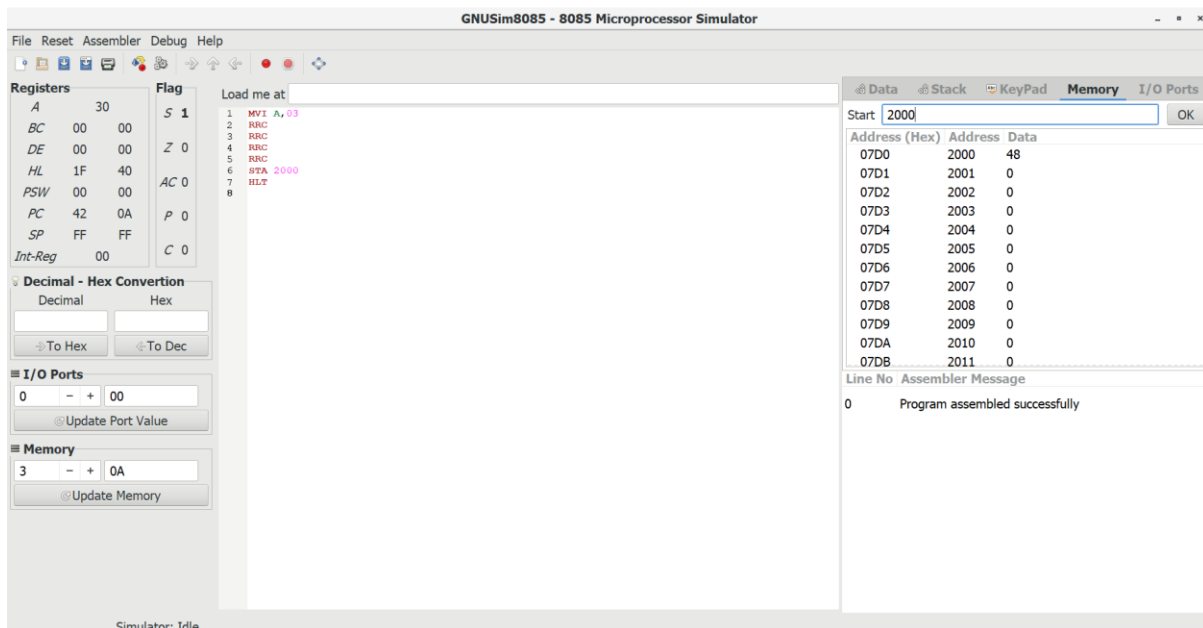 GNUSim8085 - 8085 Microprocessor Simulator
File Reset Assembler Debug Help
Registers
A 30
BC 00 00
DE 00 00
HL 1F 40
PSW 00 00
PC 42 0A
SP FF FF
Int-Reg 00
Flag
S 1
Z 0
AC 0
P 0
C 0
Decimal - Hex Convertion
Decimal Hex
To Hex To Dec
I/O Ports
0 - + 00
Update Port Value
Memory
3 - + 0A
Update Memory
Load me at
1 MVI A,03
2 RRC
3 RRC
4 RRC
5 RRC
6 STA 2000
7 HLT
8
Data Stack KeyPad Memory I/O Ports
Start 2000 OK
Address (Hex) Address Data
07D0 2000 48
07D1 2001 0
07D2 2002 0
07D3 2003 0
07D4 2004 0
07D5 2005 0
07D6 2006 0
07D7 2007 0
07D8 2008 0
07D9 2009 0
07DA 2010 0
07DB 2011 0
Line No Assembler Message
0 Program assembled successfully
Simulator: Idle